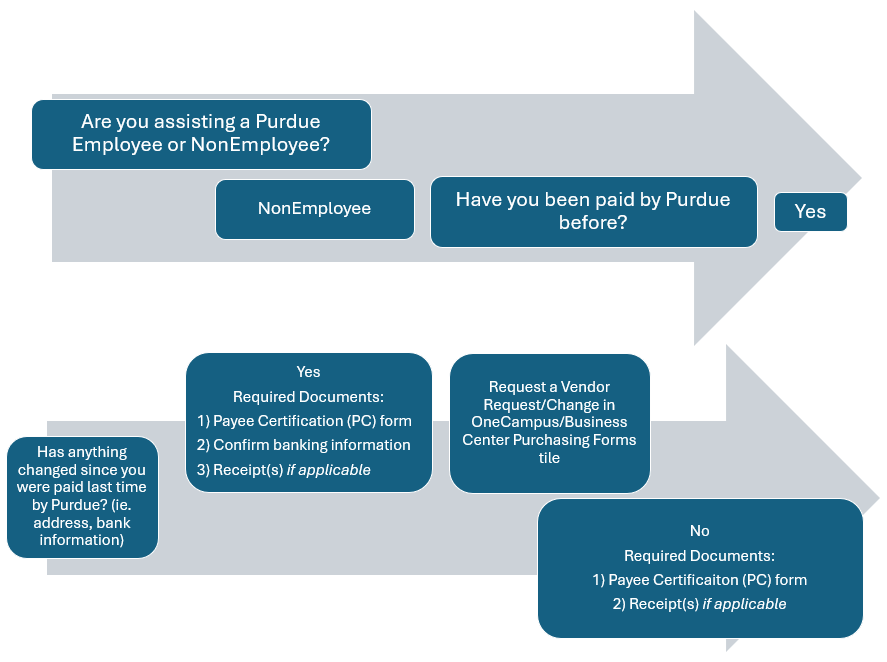 Are you assisting a Purdue
Employee or NonEmployee?
NonEmployee
Have you been paid by Purdue
before?
Yes
Has anything
changed since you
were paid last time
by Purdue? (ie.
address, bank
information)
Yes
Required Documents:
1) Payee Certification (PC) form
2) Confirm banking information
3) Receipt(s) if applicable
Request a Vendor
Request/Change in
OneCampus/Business
Center Purchasing Forms
tile
No
Required Documents:
1) Payee Certificaiton (PC) form
2) Receipt(s) if applicable